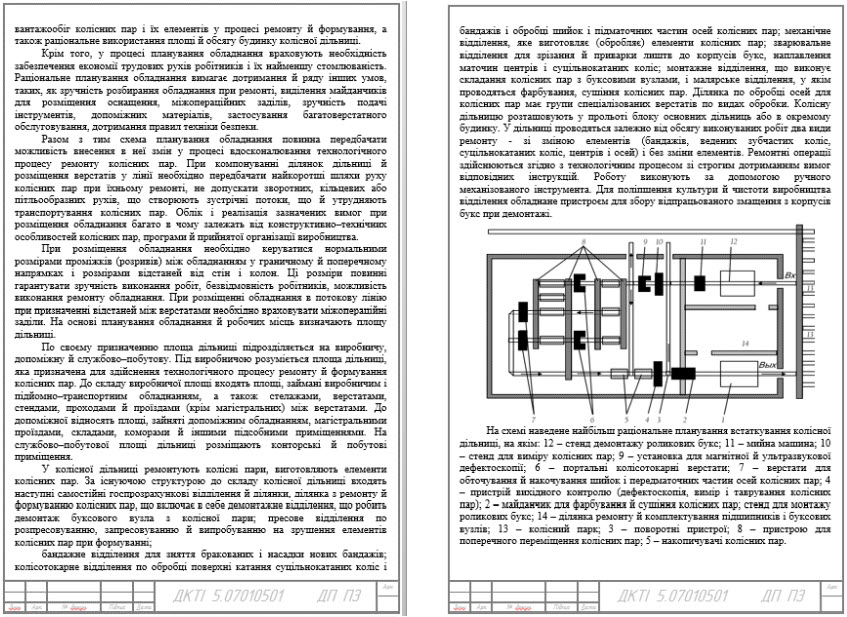 вантажообіг колісних пар і їх елементів у процесі ремонту й формування, а
також раціональне використання площі й обсягу будинку колісної дільниці.
Крім того, у процесі планування обладнання враховують необхідність
забезпечення економії трудових рухів робітників і їх найменшу стомлюваність.
Раціональне планування обладнання вимагає дотримання й ряду інших умов,
таких, як зручність розбирання обладнання при ремонті, виділення майданчиків
для розміщення оснащення, міжопераційних заділів, зручність подачі
інструментів, допоміжних матеріалів, застосування багатоверстатного
обслуговування, дотримання правил техніки безпеки.
Разом з тим схема планування обладнання повинна передбачати
можливість внесення в неї змін у процесі вдосконалювання технологічного
процесу ремонту колісних пар. При компонуванні ділянок дільниці й
розміщення верстатів у лінії необхідно передбачати найкоротші шляхи руху
колісних пар при їхньому ремонті, не допускати зворотних, кільцевих або
пітльообразних рухів, що створюють зустрічні потоки, що й утрудняють
транспортування колісних пар. Облік і реалізація зазначених вимог при
розміщення обладнання багато в чому залежать від конструктивно–технічних
особливостей колісних пар, програми й прийнятої організації виробництва.
При розміщення обладнання необхідно керуватися нормальними
розмірами проміжків (розривів) між обладнанням у граничному й поперечному
напрямках і розмірами відстаней від стін і колон. Ці розміри повинні
гарантувати зручність виконання робіт, безвідмовність робітників, можливість
виконання ремонту обладнання. При розміщенні обладнання в потокову лінію
при призначенні відстаней між верстатами необхідно враховувати міжопераційні
заділи. На основі планування обладнання й робочих місць визначають площу
дільниці.
По своєму призначенню площа дільниці підрозділяється на виробничу,
допоміжну й службово–побутову. Під виробничою розуміється площа дільниці,
яка призначена для здійснення технологічного процесу ремонту й формування
колісних пар. До складу виробничої площі входять площі, займані виробничим і
підйомно–транспортним обладнанням, а також стелажами, верстатами,
стендами, проходами й проїздами (крім магістральних) між верстатами. До
допоміжної відносять площі, зайняті допоміжним обладнанням, магістральними
проїздами, складами, коморами й іншими підсобними приміщеннями. На
службово–побутової площі дільниці розміщують конторські й побутові
приміщення.
У колісної дільниці ремонтують колісні пари, виготовляють елементи
колісних пар. За існуючою структурою до складу колісної дільниці входять
наступні самостійні госпрозрахункові відділення й ділянки, ділянка з ремонту й
формуванню колісних пар, що включає в себе демонтажне відділення, що робить
демонтаж буксового вузла з колісної пари; пресове відділення по
розпресовуванню, запресовуванню й випробуванню на зрушення елементів
колісних пар при формуванні;
бандажне відділення для зняття бракованих і насадки нових бандажів;
колісотокарне відділення по обробці поверхні катання суцільнокатаних коліс і
ДКТІ 5.07010501 ДП ПЗ
Арк.
Арк. Підпис Дата
бандажів і обробці шийок і підматочних частин осей колісних пар; механічне
відділення, яке виготовляє (обробляє) елементи колісних пар; зварювальне
відділення для зрізання й приварки лиштв до корпусів букс, наплавлення
маточин центрів і суцільнокатаних коліс; монтажне відділення, що виконує
складання колісних пар з буксовими вузлами, і малярське відділення, у якім
проводяться фарбування, сушіння колісних пар. Ділянка по обробці осей для
колісних пар має групи спеціалізованих верстатів по видах обробки. Колісну
дільницю розташовують у прольоті блоку основних дільниць або в окремому
будинку. У дільниці проводяться залежно від обсягу виконуваних робіт два види
ремонту - зі зміною елементів (бандажів, ведених зубчастих коліс,
суцільнокатаних коліс, центрів і осей) і без зміни елементів. Ремонтні операції
здійснюються згідно з технологічним процесом зі строгим дотриманням вимог
відповідних інструкцій. Роботу виконують за допомогою ручного
механізованого інструмента. Для поліпшення культури й чистоти виробництва
відділення обладнане пристроєм для збору відпрацьованого змащення з корпусів
букс при демонтажі.
8 9 10 11 12
Вх
13
13
14
Вых
7 6 5 3 4 3 2 1
На схемі наведене найбільш раціональне планування встаткування колісної
дільниці, на якім: 12 – стенд демонтажу роликових букс; 11 – мийна машина; 10
– стенд для виміру колісних пар; 9 – установка для магнітної й ультразвукової
дефектоскопії; 6 – портальні колісотокарні верстати; 7 – верстати для
обточування й накочування шийок і передматочних частин осей колісних пар; 4
– пристрій вихідного контролю (дефектоскопія, вимір і таврування колісних
пар); 2 – майданчик для фарбування й сушіння колісних пар; стенд для монтажу
роликових букс; 14 – ділянка ремонту й комплектування підшипників і буксових
вузлів; 13 – колісний парк; 3 – поворотні пристрої; 8 – пристрою для
поперечного переміщення колісних пар; 5 – накопичувачі колісних пар.
ДКТІ 5.07010501 ДП ПЗ
Арк.
Арк. Підпис Дата